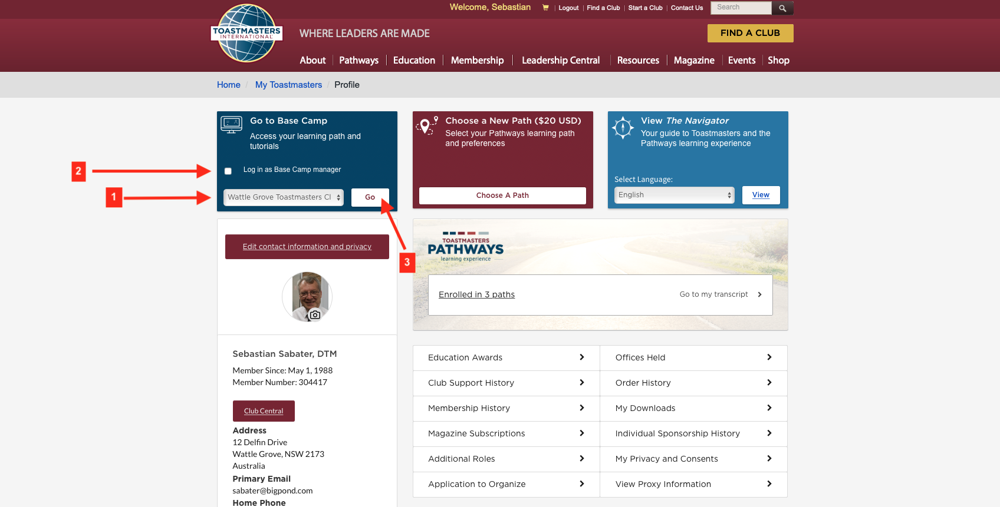 Welcome, Sebastian
Logout
Find a Club
Start a Club
Contact Us
Search
TOASTMASTERS
INTERNATIONAL
WHERE LEADERS ARE MADE
FIND A CLUB
About
Pathways
Education
Membership
Leadership Central
Resources
Magazine
Events
Shop
Home / My Toastmasters / Profile
Go to Base Camp
Access your learning path and
tutorials
2
Log in as Base Camp manager
1
Wattle Grove Toastmasters Cl
Go
3
Choose a New Path ($20 USD)
Select your Pathways learning path
and preferences
Choose A Path
View The Navigator
Your guide to Toastmasters and the
Pathways learning experience
Select Language:
English
View
Edit contact information and privacy
TOASTMASTERS
PATHWAYS
learning experience
Enrolled in 3 paths
Go to my transcript
Sebastian Sabater, DTM
Member Since: May 1, 1988
Member Number: 304417
Club Central
Address
12 Delfin Drive
Wattle Grove, NSW 2173
Australia
Primary Email
sabater@bigpond.com
Home Phone
Education Awards
Offices Held
Club Support History
Order History
Membership History
My Downloads
Magazine Subscriptions
Individual Sponsorship History
Additional Roles
My Privacy and Consents
Application to Organize
View Proxy Information